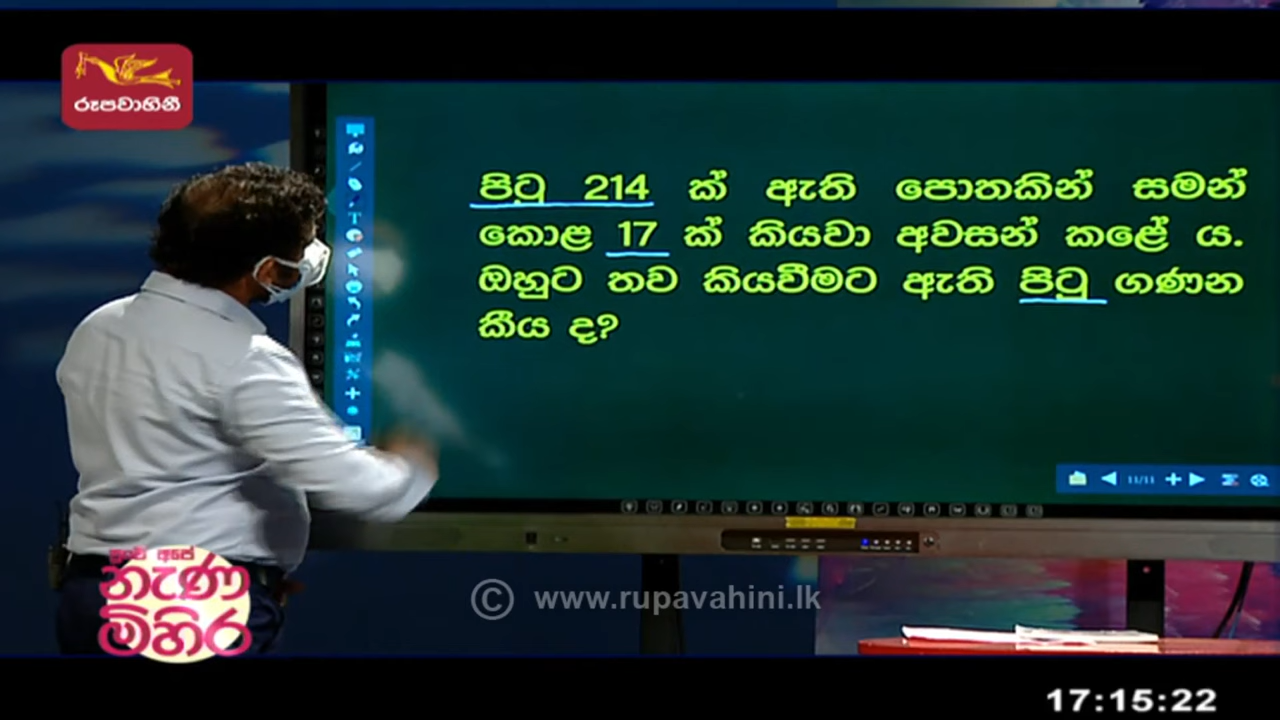 රූපවාහිනී
පිටු 214 ක් ඇති පොතකින් සමන්
කොළ 17 ක් කියවා අවසන් කළේ ය.
ඔහුට තව කියවීමට ඇති පිටු ගණන
කීය ද?
11/11
පුංචි අපේ
නැණ
මිහිර
© www.rupavahini.lk
17:15:22